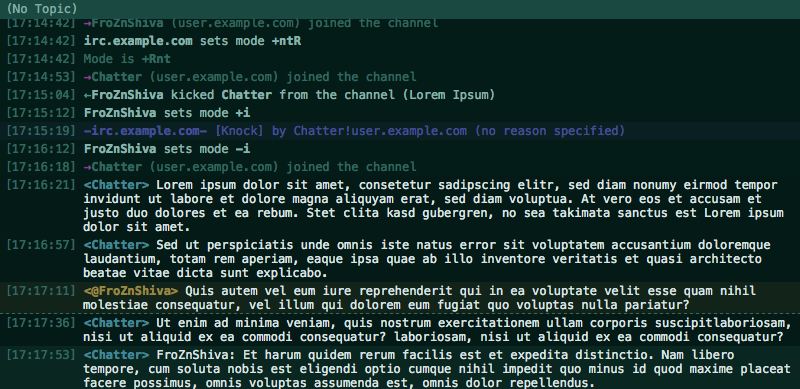 (No Topic)
[17:14:42] →FroZnShiva (user.example.com) joined the channel
[17:14:42] irc.example.com sets mode +ntR
[17:14:42] Mode is +Rnt
[17:14:53] →Chatter (user.example.com) joined the channel
[17:15:04] ←FroZnShiva kicked Chatter from the channel (Lorem Ipsum)
[17:15:12] FroZnShiva sets mode +i
[17:15:19] -irc.example.com- [Knock] by Chatter!user.example.com (no reason specified)
[17:16:12] FroZnShiva sets mode -i
[17:16:18] →Chatter (user.example.com) joined the channel
[17:16:21] <Chatter> Lorem ipsum dolor sit amet, consetetur sadipscing elitr, sed diam nonumy eirmod tempor
invidunt ut labore et dolore magna aliquyam erat, sed diam voluptua. At vero eos et accusam et
justo duo dolores et ea rebum. Stet clita kasd gubergren, no sea takimata sanctus est Lorem ipsum
dolor sit amet.
[17:16:57] <Chatter> Sed ut perspiciatis unde omnis iste natus error sit voluptatem accusantium doloremque
laudantium, totam rem aperiam, eaque ipsa quae ab illo inventore veritatis et quasi architecto
beatae vitae dicta sunt explicabo.
[17:17:11] <@FroZnShiva> Quis autem vel eum iure reprehenderit qui in ea voluptate velit esse quam nihil
molestiae consequatur, vel illum qui dolorem eum fugiat quo voluptas nulla pariatur?
[17:17:36] <Chatter> Ut enim ad minima veniam, quis nostrum exercitationem ullam corporis suscipitlaboriosam,
nisi ut aliquid ex ea commodi consequatur? laboriosam, nisi ut aliquid ex ea commodi consequatur?
[17:17:53] <Chatter> FroZnShiva: Et harum quidem rerum facilis est et expedita distinctio. Nam libero
tempore, cum soluta nobis est eligendi optio cumque nihil impedit quo minus id quod maxime placeat
facere possimus, omnis voluptas assumenda est, omnis dolor repellendus.